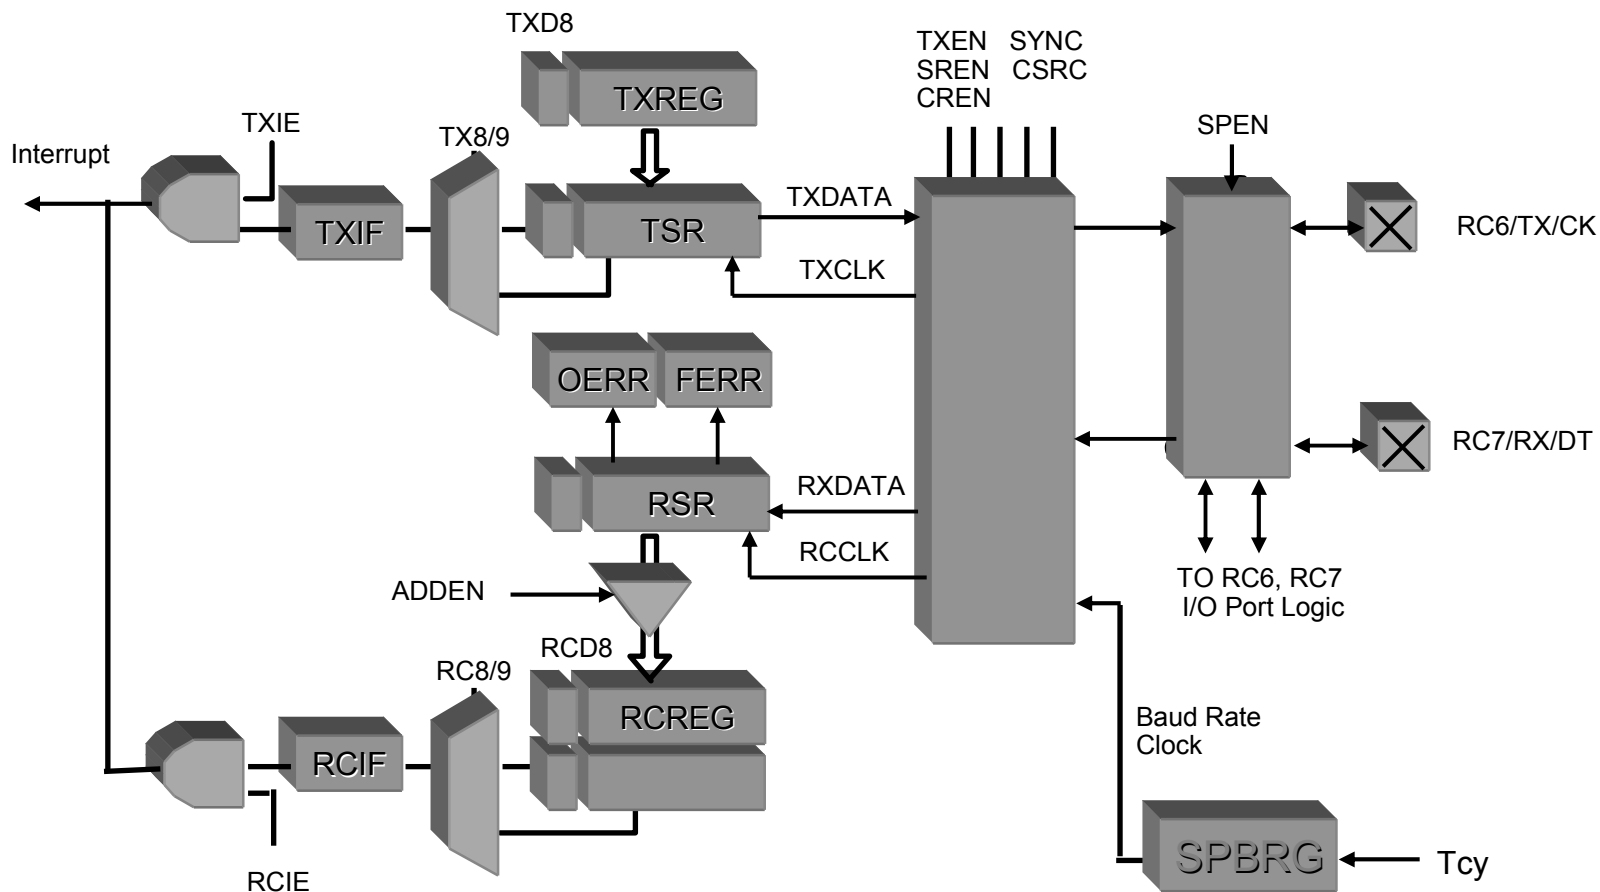 TXD8
TXEN SYNC
SREN CSRC
CREN
TXREG
TXIE
TX8/9
SPEN
Interrupt
TXDATA
TXIF
TSR
RC6/TX/CK
TXCLK
OERR
FERR
RC7/RX/DT
RXDATA
RSR
RCCLK
TO RC6, RC7
I/O Port Logic
ADDEN
RCD8
RC8/9
RCREG
Baud Rate
Clock
RCIF
SPBRG
Tcy
RCIE